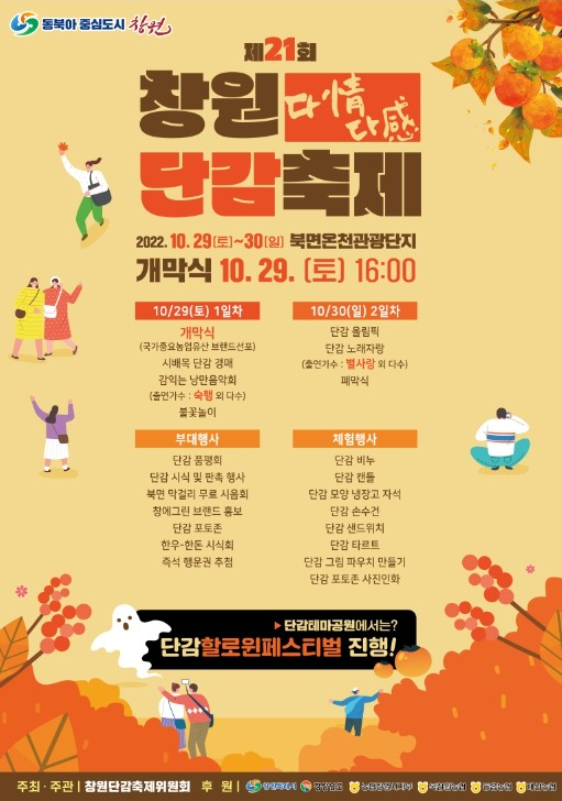 동북아 중심도시 창원
제21회
창원
다情다感
단감축제
2022. 10. 29(토)~30(일) 북면온천관광단지
개막식 10. 29. (토) 16:00
10/29(토) 1일차
개막식
(국가중요농업유산 브랜드선포)
시배목 단감 경매
감익는 낭만음악회
(출연가수 : 숙행 외 다수)
불꽃놀이
10/30(일) 2일차
단감 올림픽
단감 노래자랑
(출연가수 : 별사랑 외 다수)
폐막식
부대행사
단감 품평회
단감 시식 및 판촉 행사
북면 막걸리 무료 시음회
창에그린 브랜드 홍보
단감 포토존
한우-한돈 시식회
즉석 행운권 추첨
체험행사
단감 비누
단감 캔들
단감 모양 냉장고 자석
단감 손수건
단감 샌드위치
단감 타르트
단감 그림 파우치 만들기
단감 포토존 사진인화
▶단감테마공원에서는?
단감할로윈페스티벌 진행!
주최·주관 | 창원단감축제위원회 후 원 | 창원특례시